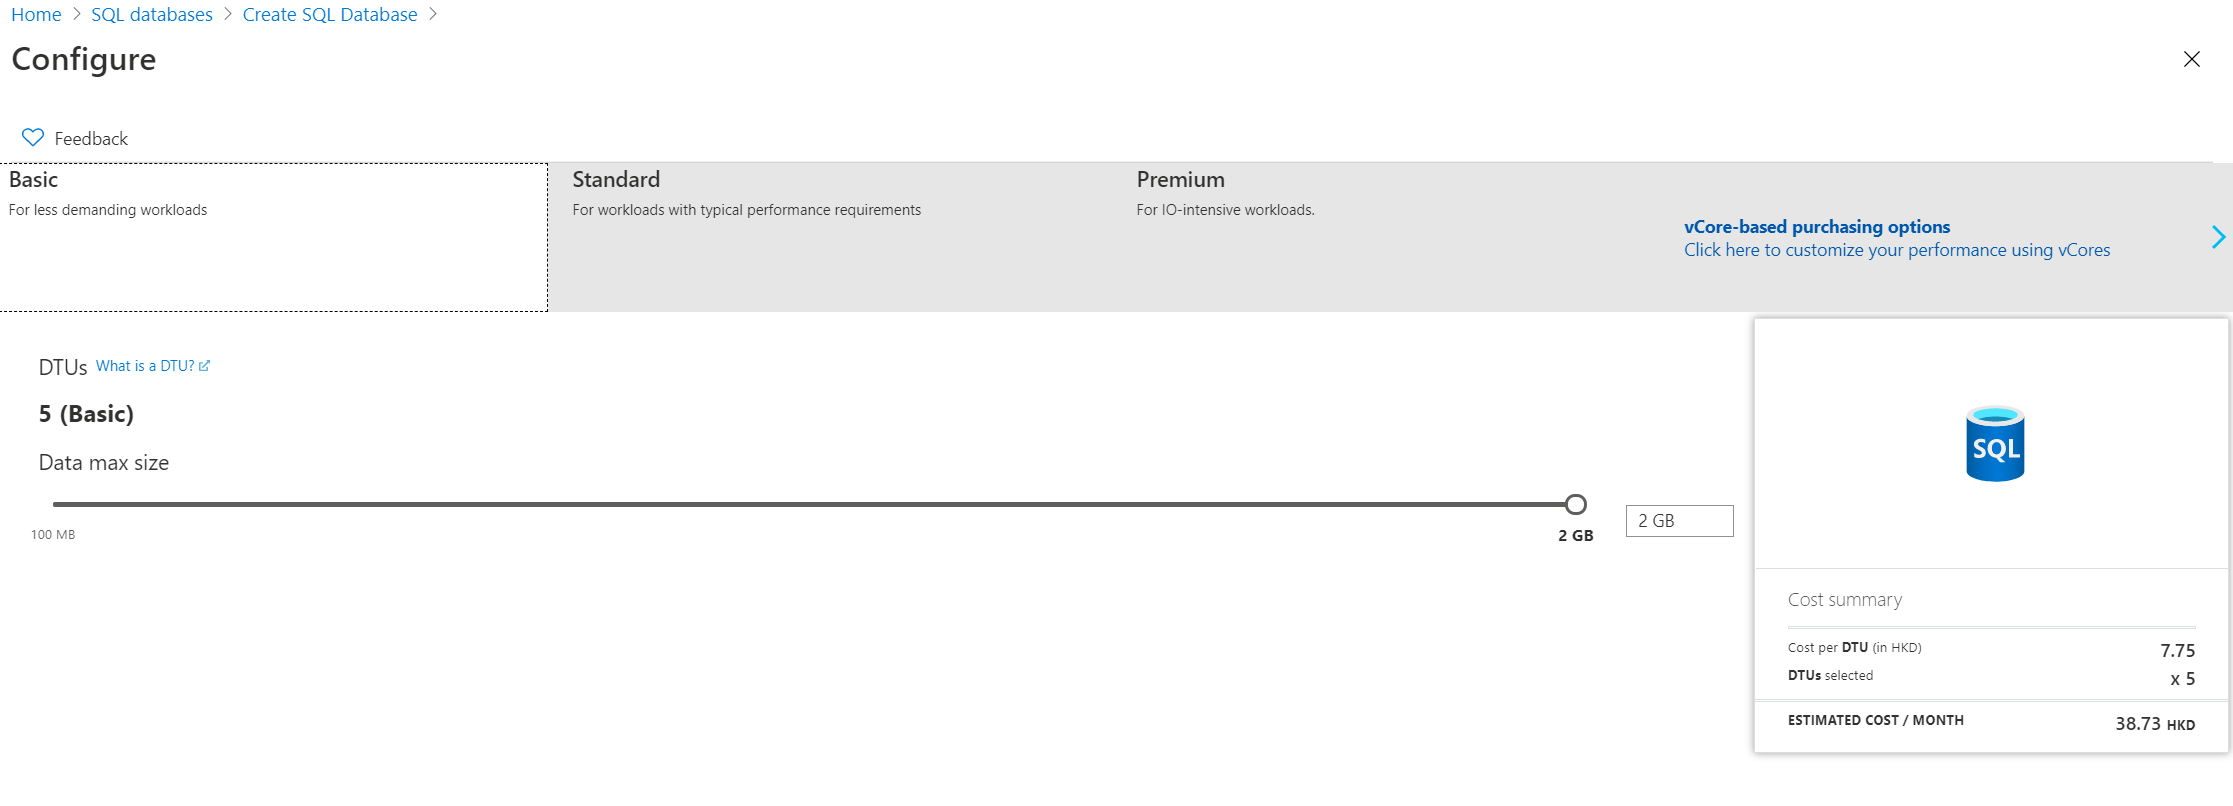 Home > SQL databases > Create SQL Database >
Configure
Feedback
Basic
For less demanding workloads
Standard
For workloads with typical performance requirements
Premium
For IO-intensive workloads.
vCore-based purchasing options
Click here to customize your performance using vCores
DTUs What is a DTU?
5 (Basic)
Data max size
100 MB
2 GB
2 GB
SQL
Cost summary
Cost per DTU (in HKD) 7.75
DTUs selected x 5
ESTIMATED COST / MONTH 38.73 HKD